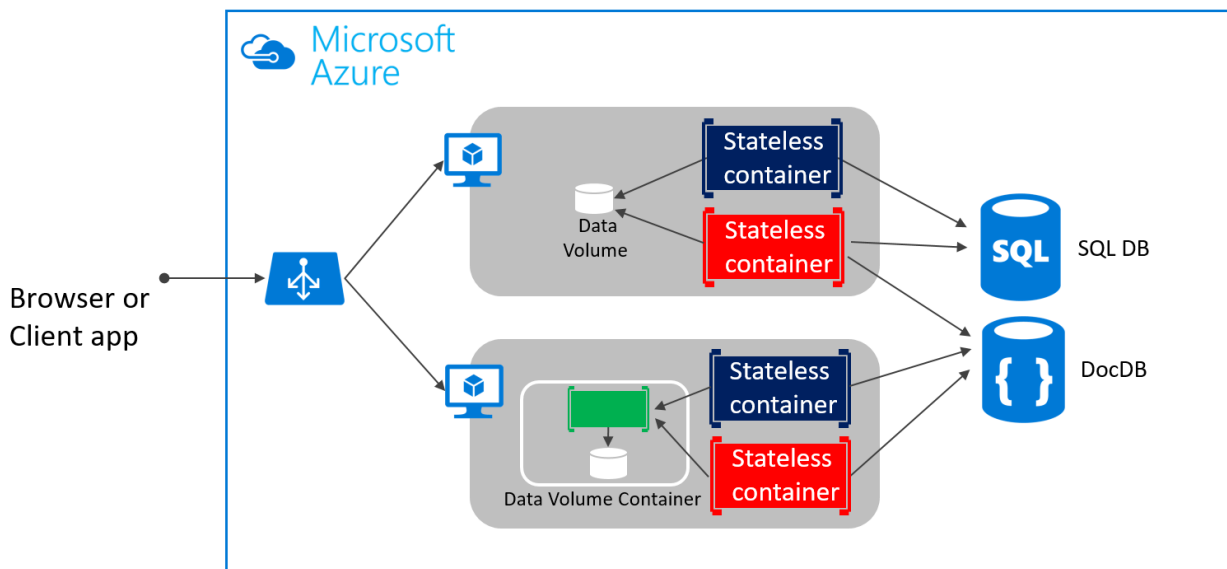 Microsoft
Azure
Stateless
container
Data
Volume
Stateless
container
SQL
SQL DB
Browser or
Client app
Stateless
container
{ }
DocDB
Stateless
container
Data Volume Container